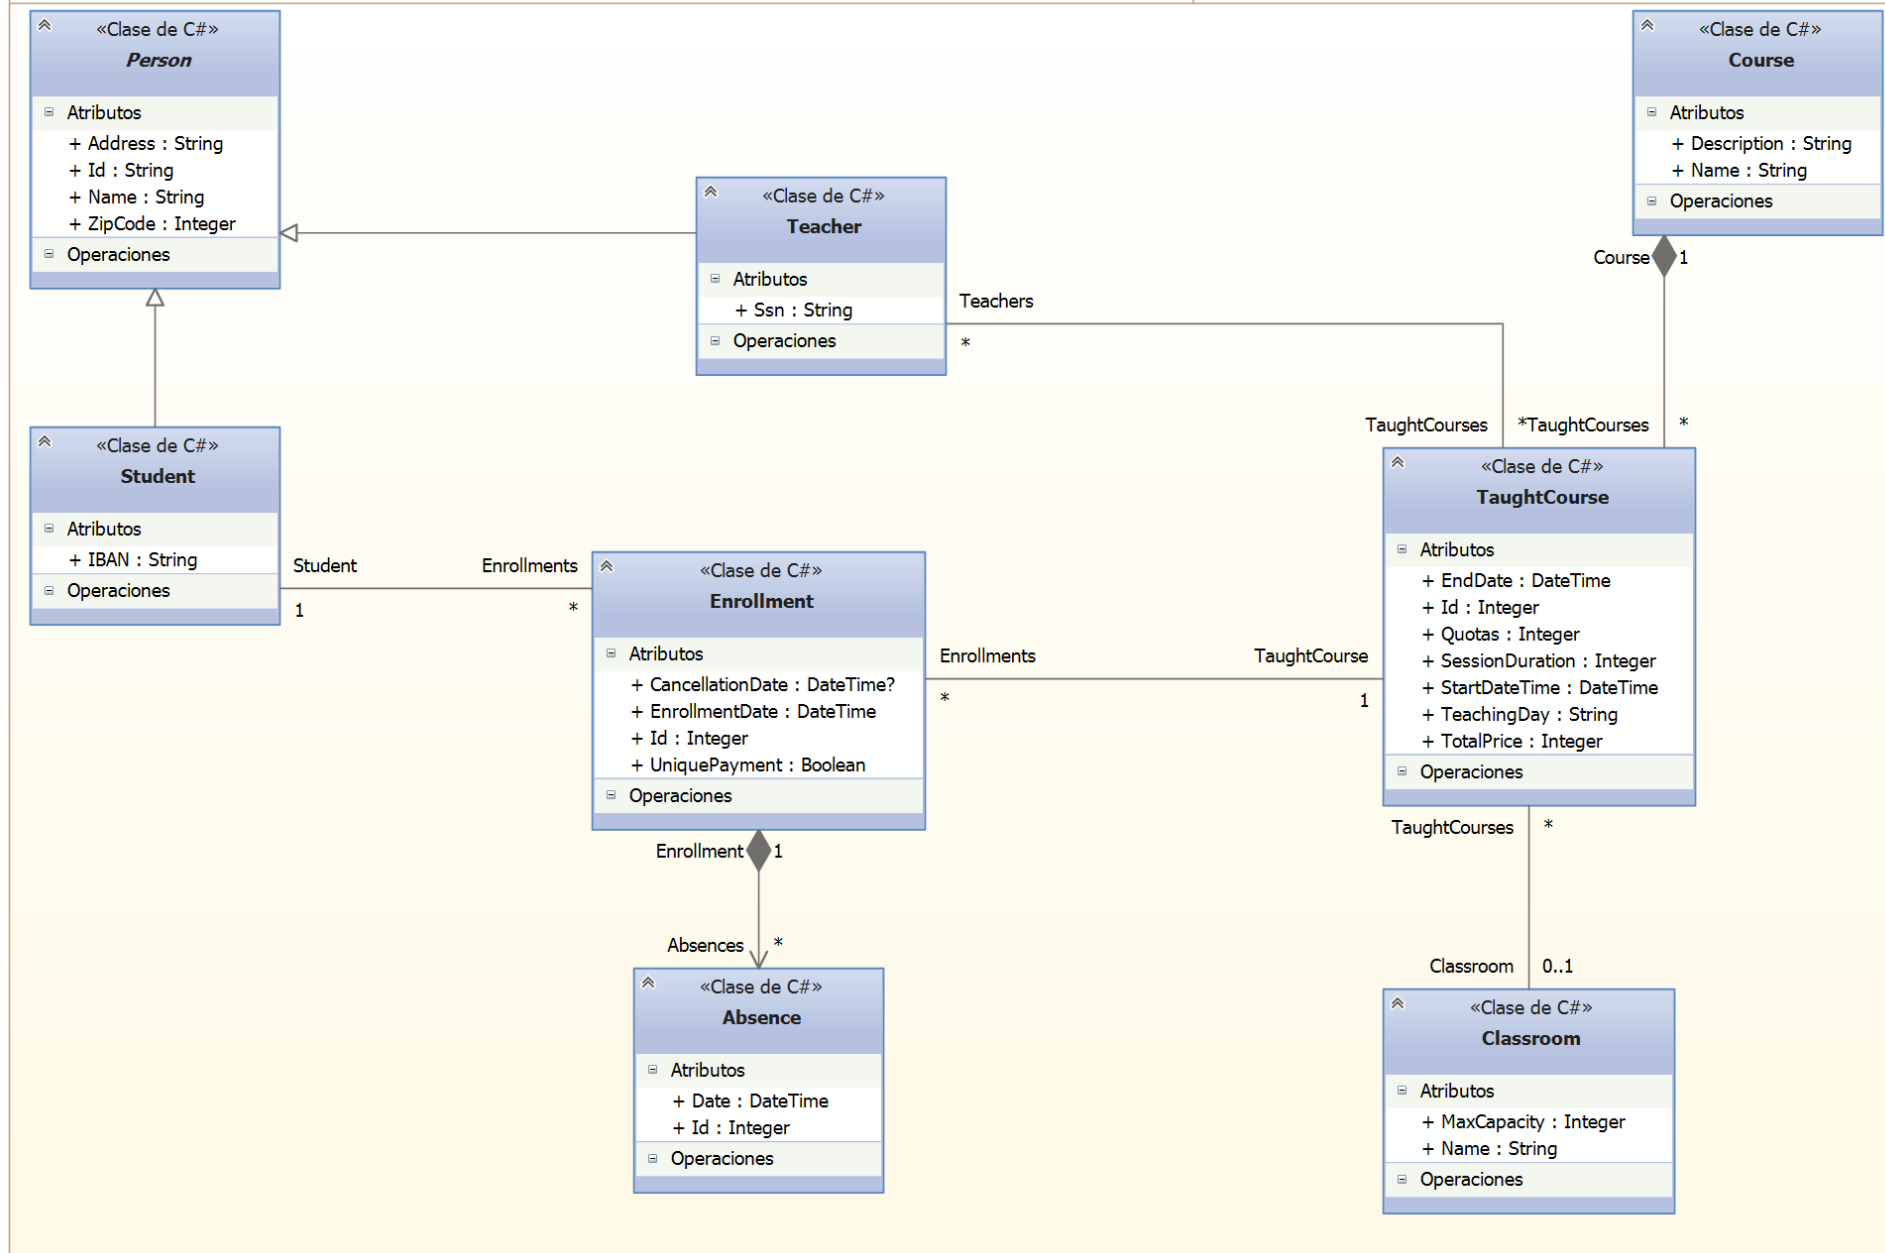 «Clase de C#»
Person
Atributos
+ Address : String
+ Id : String
+ Name : String
+ ZipCode : Integer
Operaciones
«Clase de C#»
Course
Atributos
+ Description : String
+ Name : String
Operaciones
Course
1
«Clase de C#»
Teacher
Atributos
+ Ssn : String
Operaciones
Teachers
*
TaughtCourses
*
TaughtCourses
*
«Clase de C#»
Student
Atributos
+ IBAN : String
Operaciones
Student
1
Enrollments
*
«Clase de C#»
Enrollment
Atributos
+ CancellationDate : DateTime?
+ EnrollmentDate : DateTime
+ Id : Integer
+ UniquePayment : Boolean
Operaciones
Enrollments
*
TaughtCourse
1
«Clase de C#»
TaughtCourse
Atributos
+ EndDate : DateTime
+ Id : Integer
+ Quotas : Integer
+ SessionDuration : Integer
+ StartDateTime : DateTime
+ TeachingDay : String
+ TotalPrice : Integer
Operaciones
Enrollment
1
Absences
*
«Clase de C#»
Absence
Atributos
+ Date : DateTime
+ Id : Integer
Operaciones
TaughtCourses
*
Classroom
0..1
«Clase de C#»
Classroom
Atributos
+ MaxCapacity : Integer
+ Name : String
Operaciones